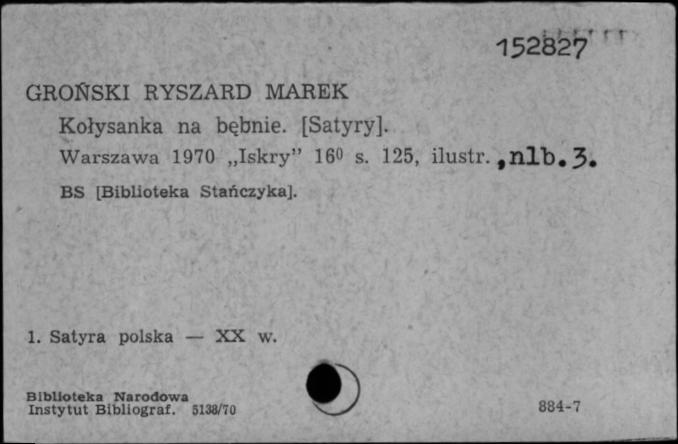 152827
GROŃSKI RYSZARD MAREK
Kołysanka na bębnie. [Satyry].
Warszawa 1970 „Iskry” 16⁰ s. 125, ilustr. ,nlb.3.
BS [Biblioteka Stańczyka].
1. Satyra polska — XX w.
Biblioteka Narodowa
Instytut Bibliograf. 5138/70
884-7